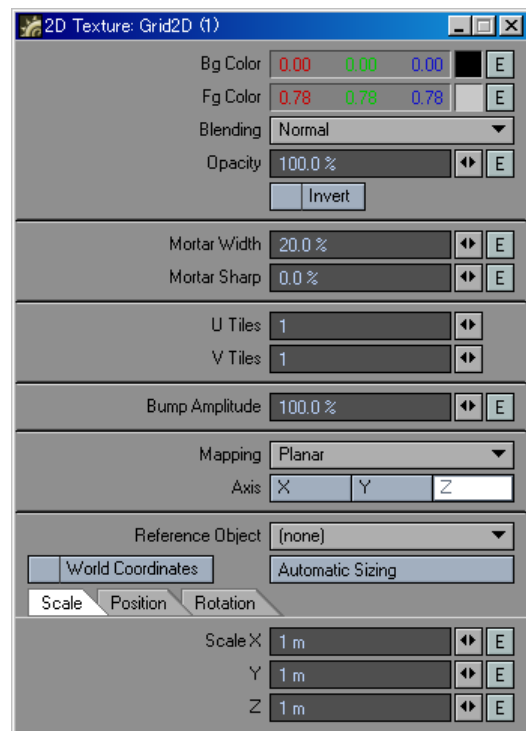 2D Texture: Grid2D (1)
Bg Color 0.00 0.00 0.00 E
Fg Color 0.78 0.78 0.78 E
Blending Normal
Opacity 100.0 % E
Invert
Mortar Width 20.0 % E
Mortar Sharp 0.0 % E
U Tiles 1
V Tiles 1
Bump Amplitude 100.0 % E
Mapping Planar
Axis X Y Z
Reference Object (none)
World Coordinates Automatic Sizing
Scale Position Rotation
Scale X 1 m E
Y 1 m E
Z 1 m E